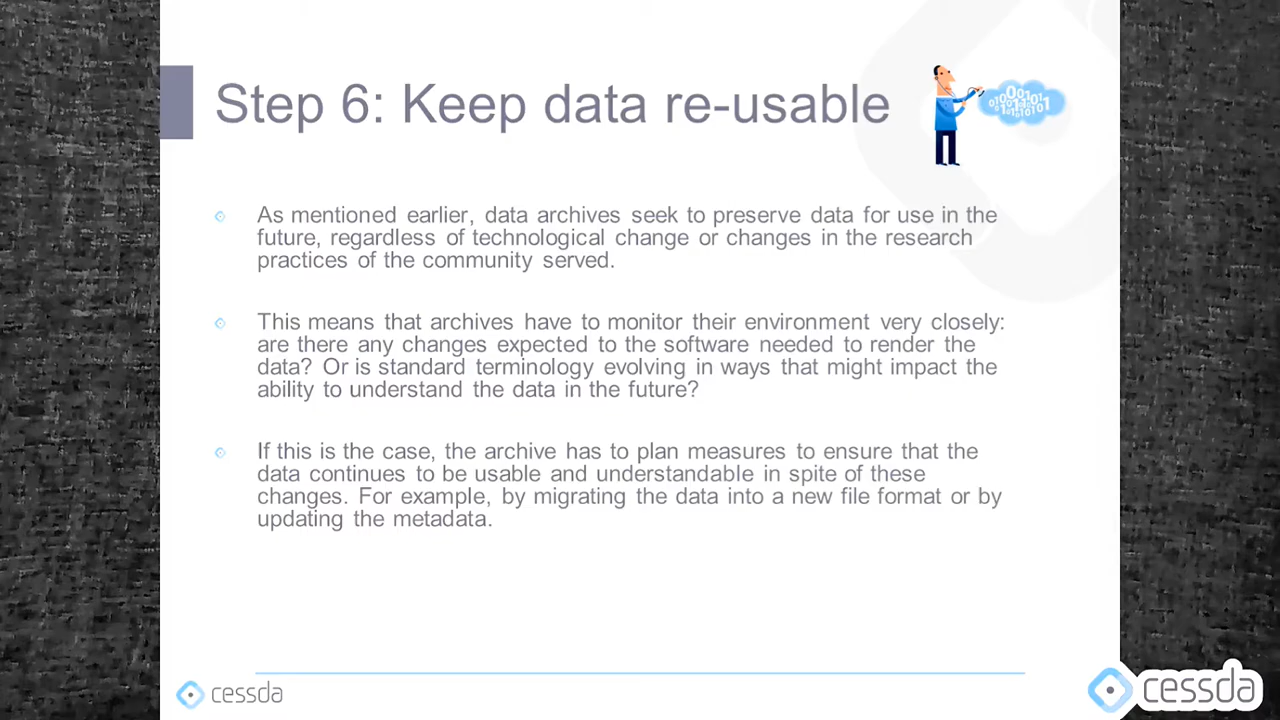 Step 6: Keep data re-usable
As mentioned earlier, data archives seek to preserve data for use in the
future, regardless of technological change or changes in the research
practices of the community served.
This means that archives have to monitor their environment very closely:
are there any changes expected to the software needed to render the
data? Or is standard terminology evolving in ways that might impact the
ability to understand the data in the future?
If this is the case, the archive has to plan measures to ensure that the
data continues to be usable and understandable in spite of these
changes. For example, by migrating the data into a new file format or by
updating the metadata.
cessda
cessda